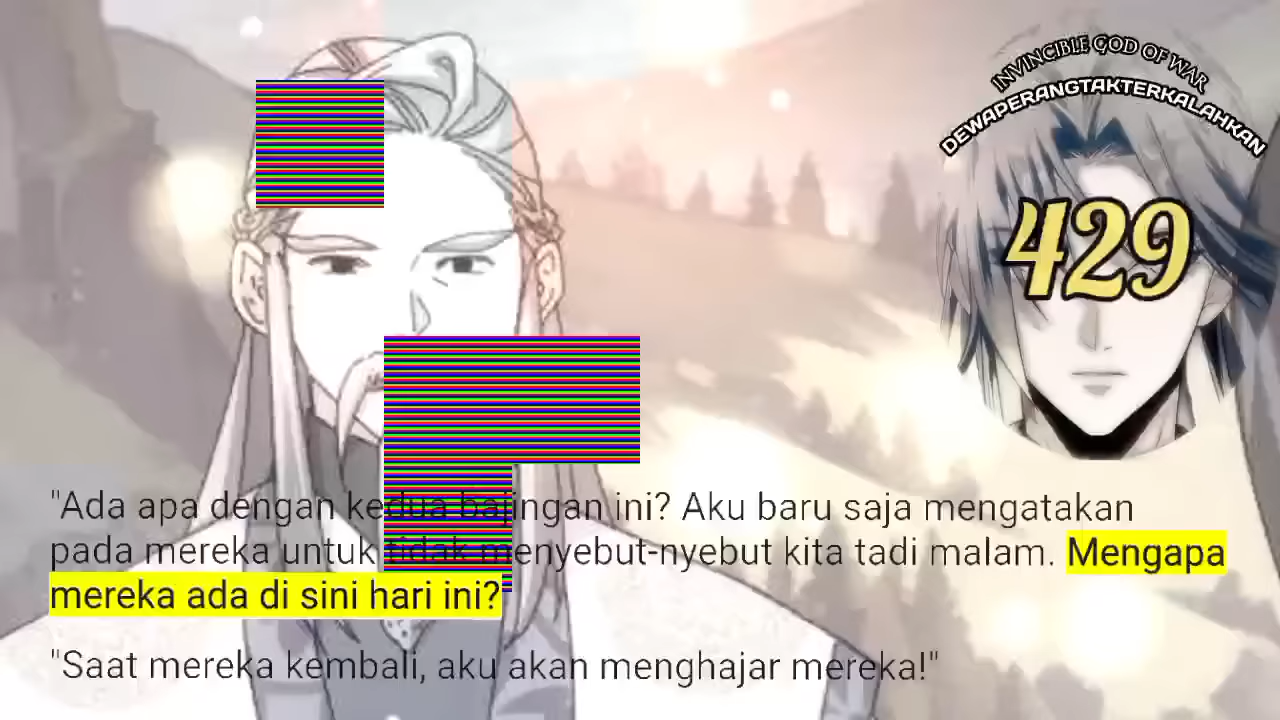 INVINCIBLE GOD OF WAR
DEWAPERANGTAKTERKALAHKAN
429
"Ada apa dengan kedua bajingan ini? Aku baru saja mengatakan
pada mereka untuk tidak menyebut-nyebut kita tadi malam. Mengapa
mereka ada di sini hari ini?
"Saat mereka kembali, aku akan menghajar mereka!"